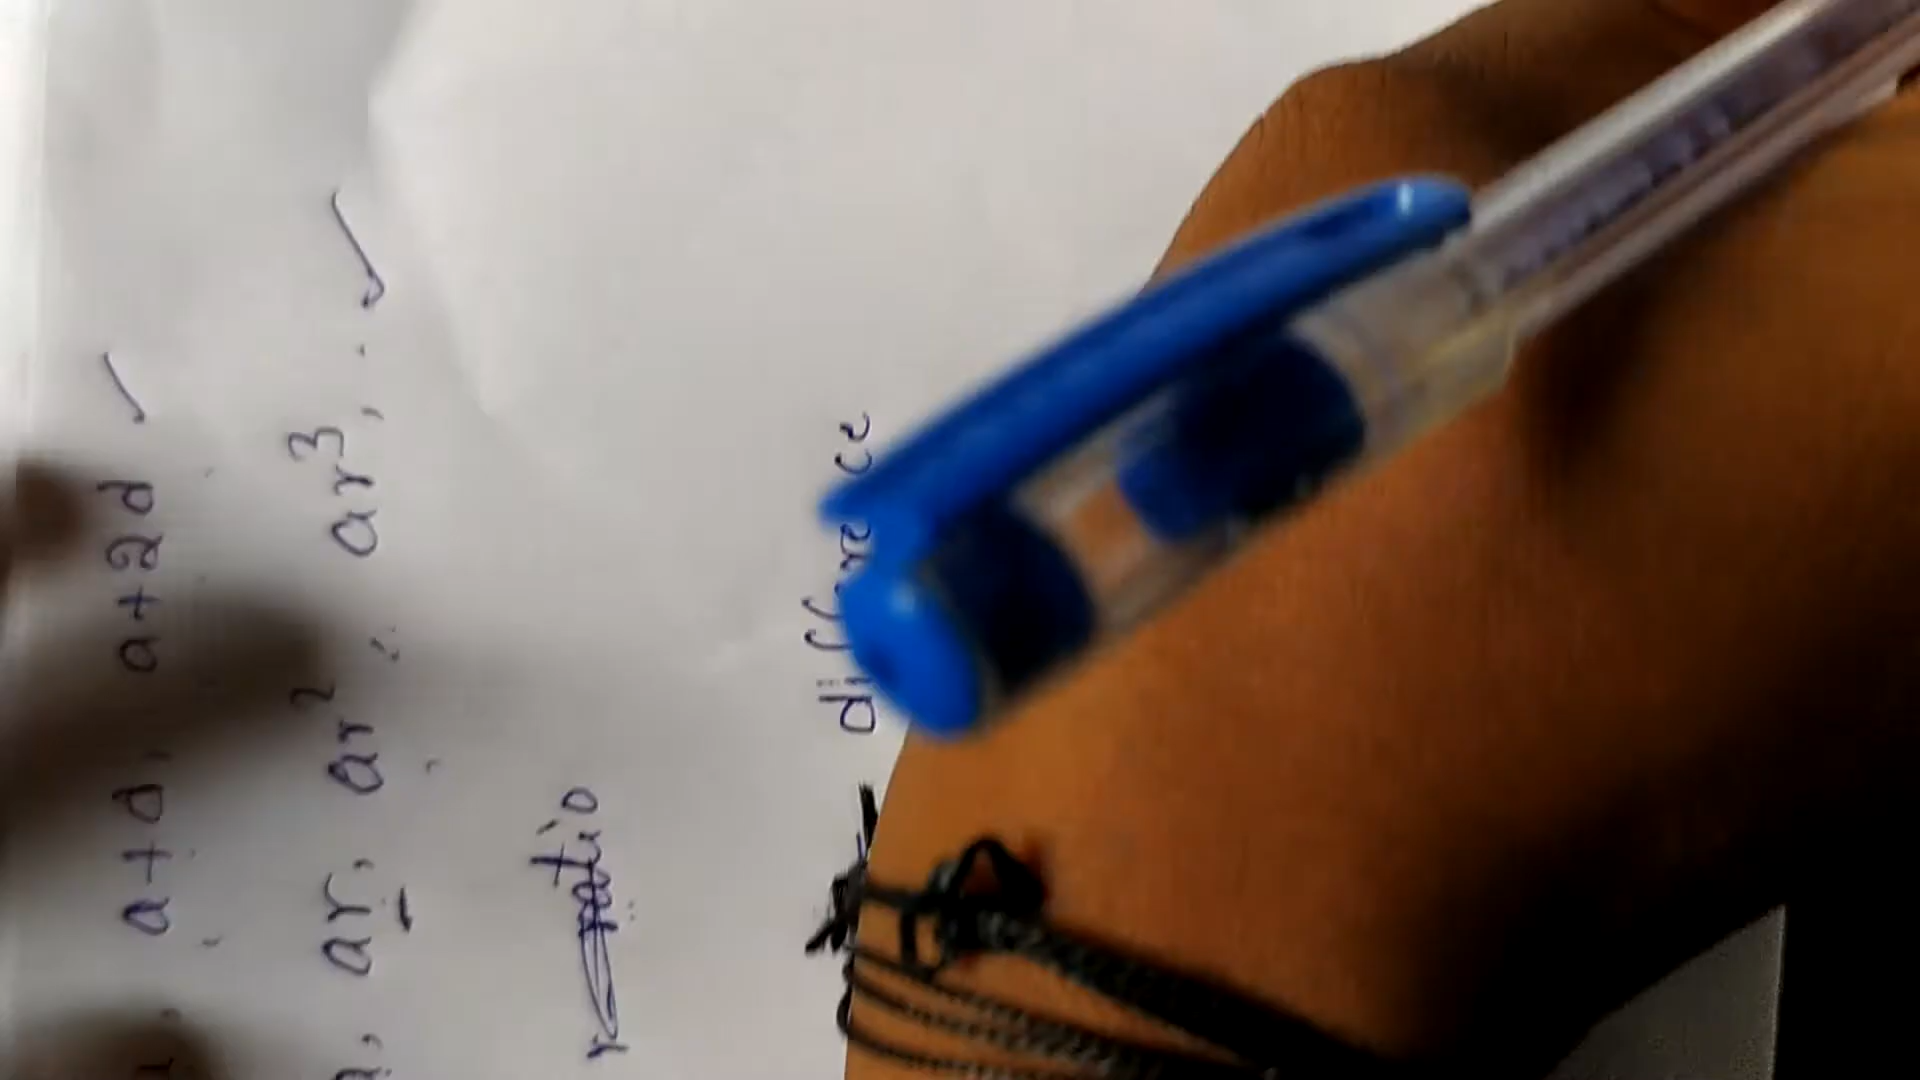 , a+d, a+2d ✓
, ar, ar², ar³, . ✓
r ratio
difference